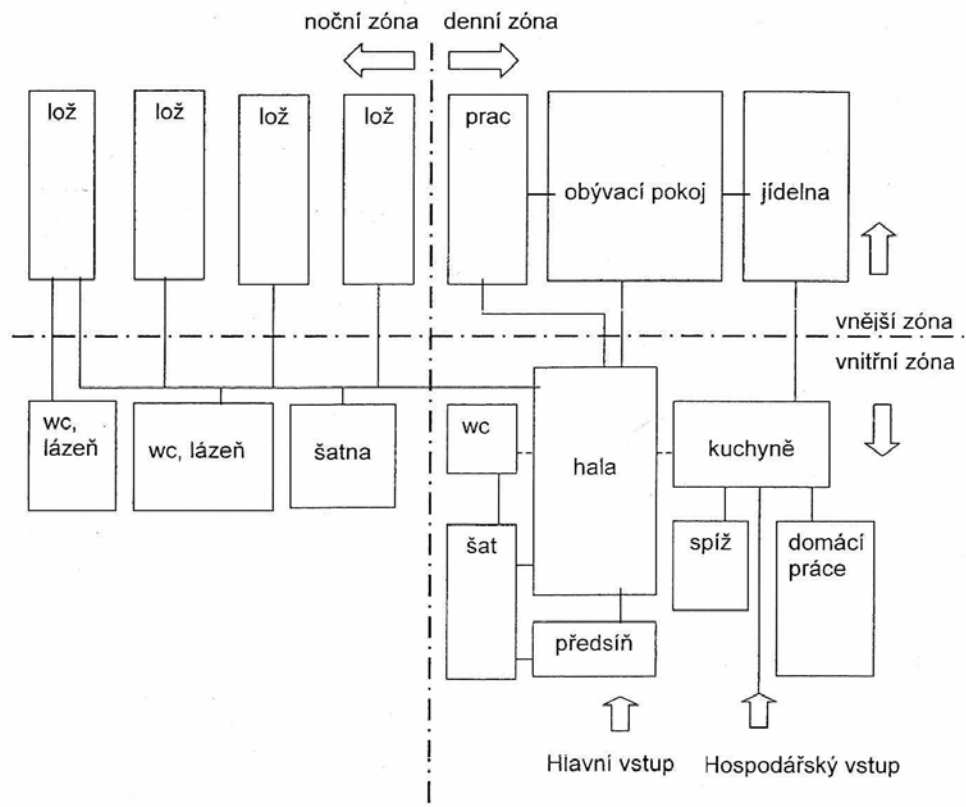 noční zóna
denní zóna
lož
lož
lož
lož
prac
obývací pokoj
jídelna
vnější zóna
vnitřní zóna
wc,
lázeň
wc, lázeň
šatna
wc
hala
kuchyně
šat
spíž
domácí
práce
předsíň
Hlavní vstup
Hospodářský vstup